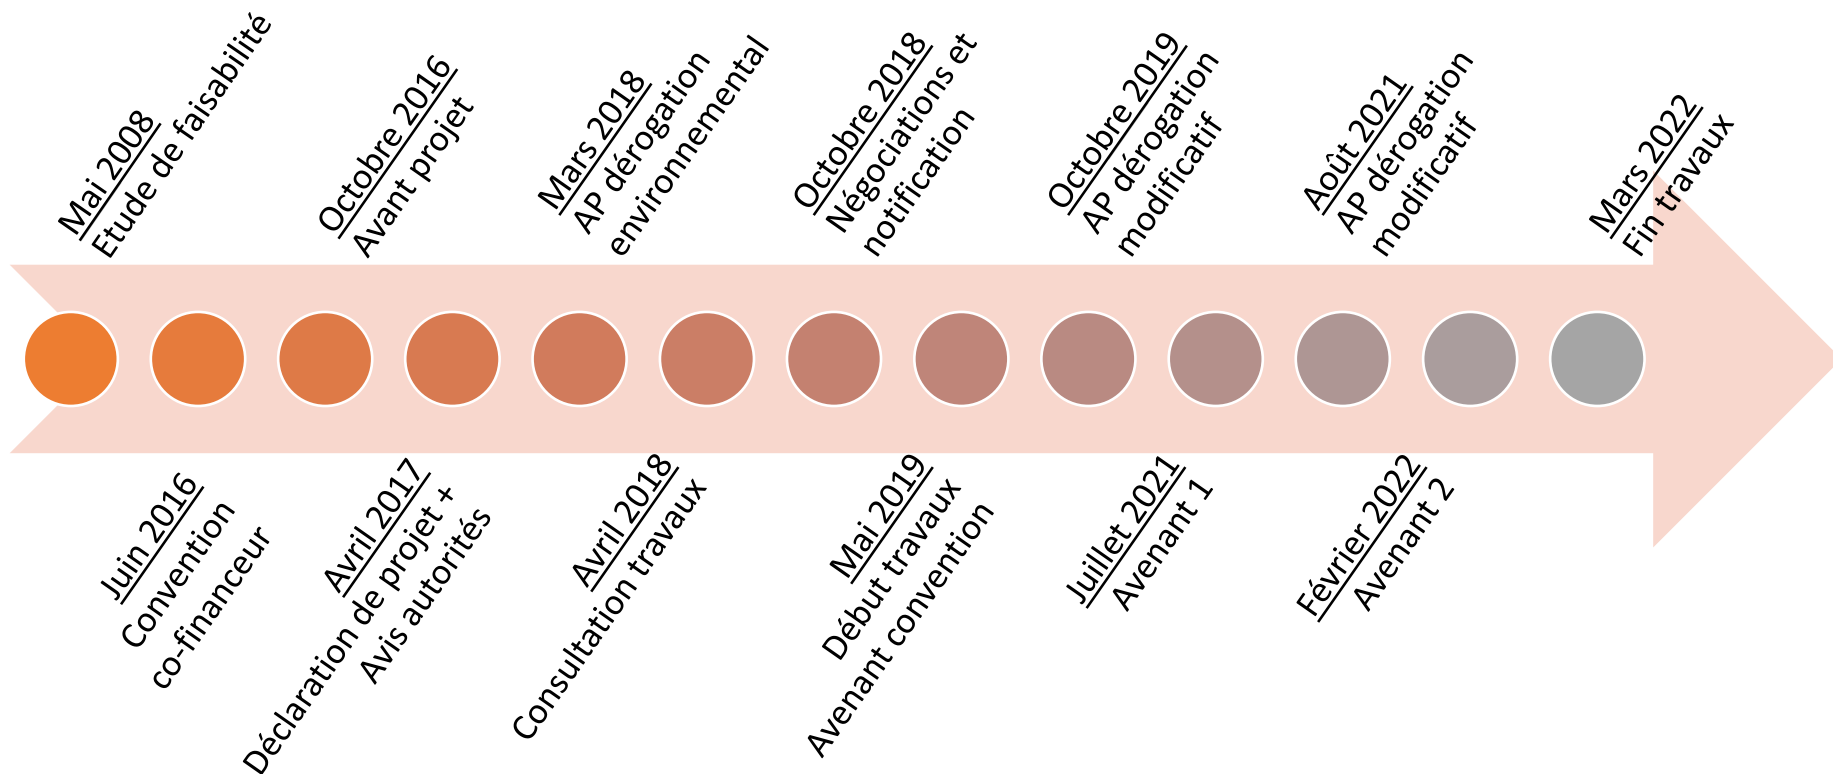 Mai 2008
Etude de faisabilité
Octobre 2016
Avant projet
Mars 2018
AP dérogation
environnemental
Octobre 2018
Négociations et
notification
Octobre 2019
AP dérogation
modificatif
Août 2021
AP dérogation
modificatif
Mars 2022
Fin travaux
Juin 2016
Convention
co-financeur
Avril 2017
Déclaration de projet +
Avis autorités
Avril 2018
Consultation travaux
Mai 2019
Début travaux
Avenant convention
Juillet 2021
Avenant 1
Février 2022
Avenant 2